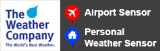 The
Weather
Company
The World's Best Weather.
Airport Sensor
Personal
Weather Sensor